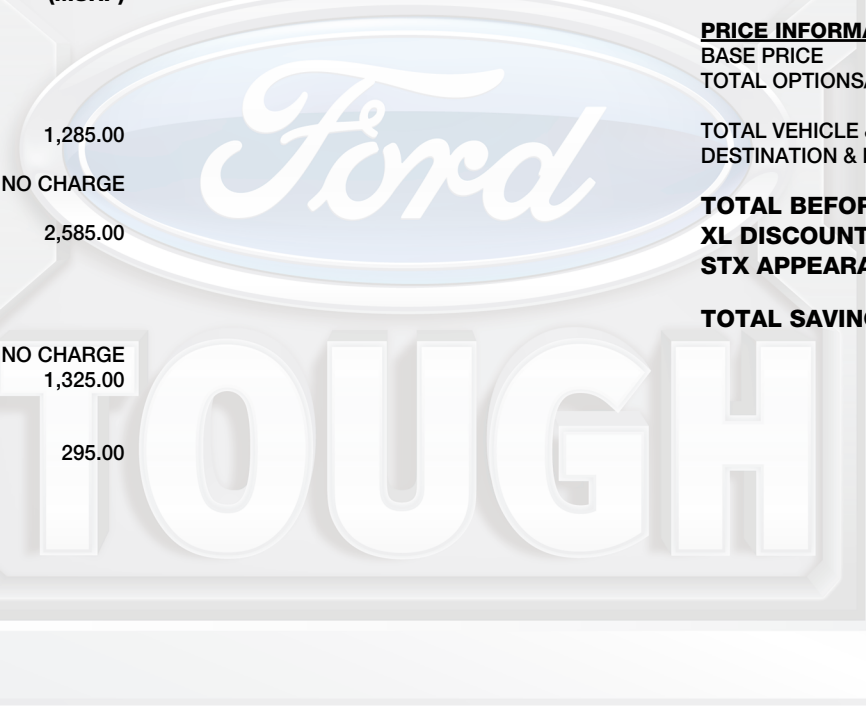 PRICE INFORMA
BASE PRICE
TOTAL OPTIONS
1,285.00
TOTAL VEHICLE
DESTINATION &
NO CHARGE
TOTAL BEFOR
2,585.00
XL DISCOUNT
STX APPEARA
TOTAL SAVIN
NO CHARGE
1,325.00
295.00
Ford
TOUGH